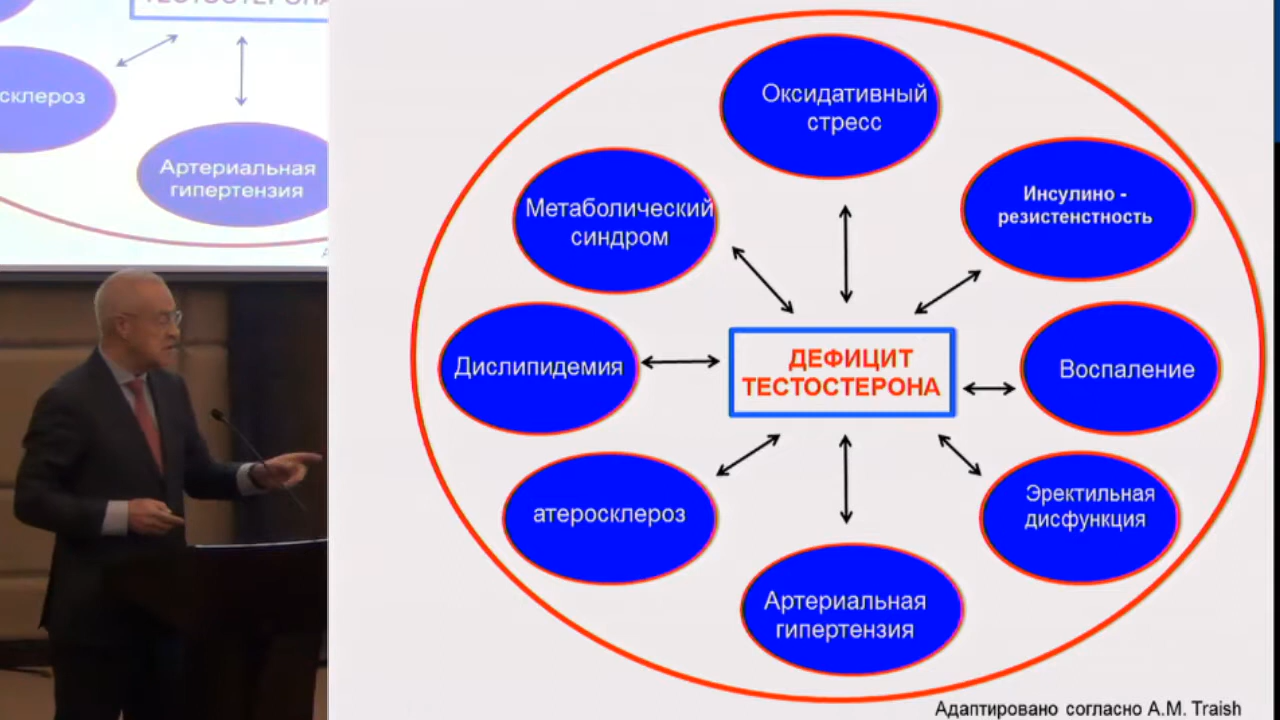 ТЕСТОСТЕРОНА
склероз
Артериальная
гипертензия
Оксидативный
стресс
Инсулино -
резистенстность
Метаболический
синдром
Дислипидемия
ДЕФИЦИТ
ТЕСТОСТЕРОНА
Воспаление
атеросклероз
Эректильная
дисфункция
Артериальная
гипертензия
Адаптировано согласно A.M. Traish